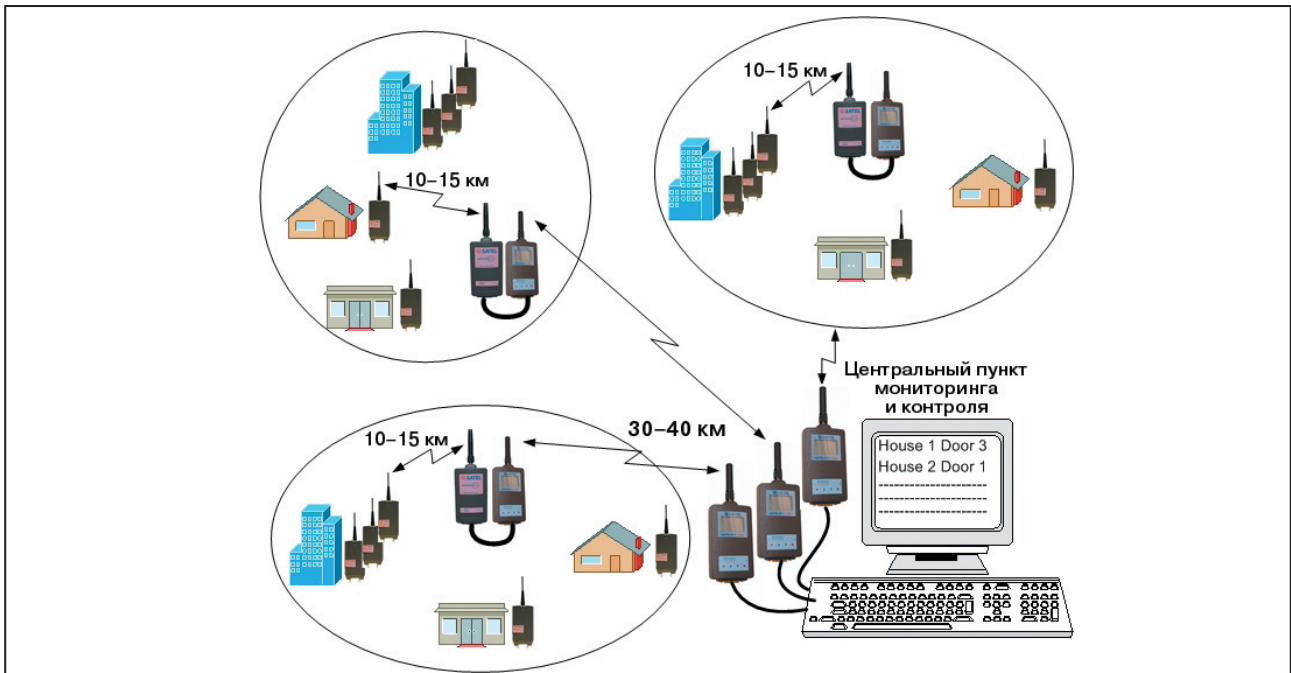 10–15 км
10–15 км
SATEL
10–15 км
30–40 км
Центральный пункт
мониторинга
и контроля
House 1 Door 3
House 2 Door 1